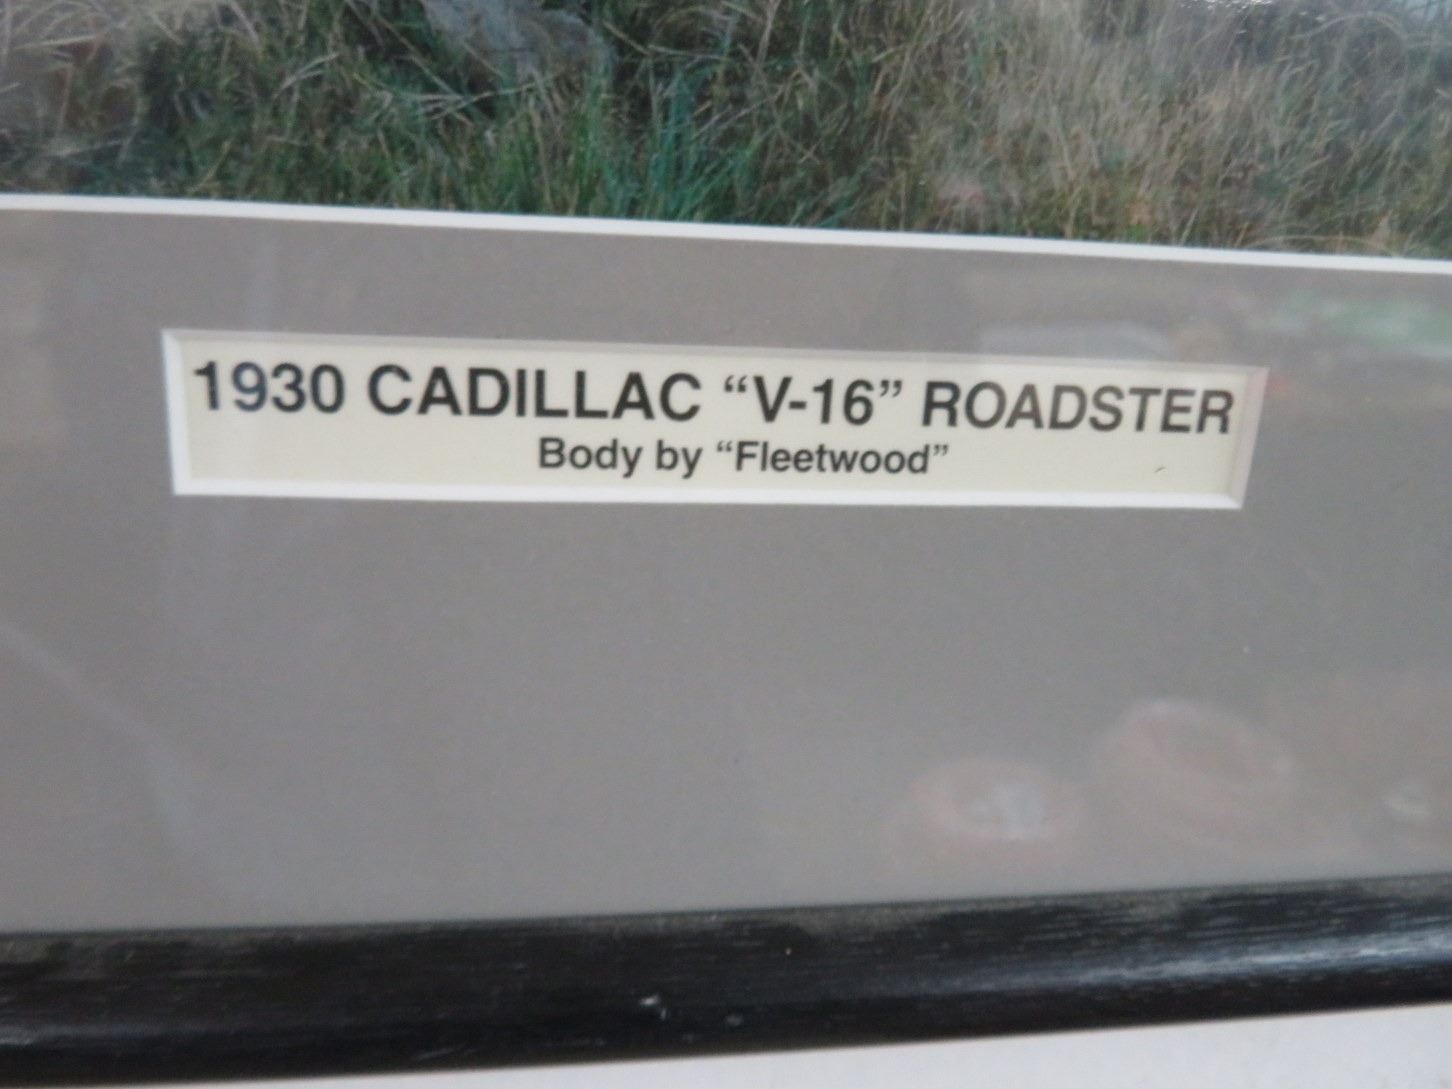 1930 CADILLAC “V-16” ROADSTER
Body by “Fleetwood”